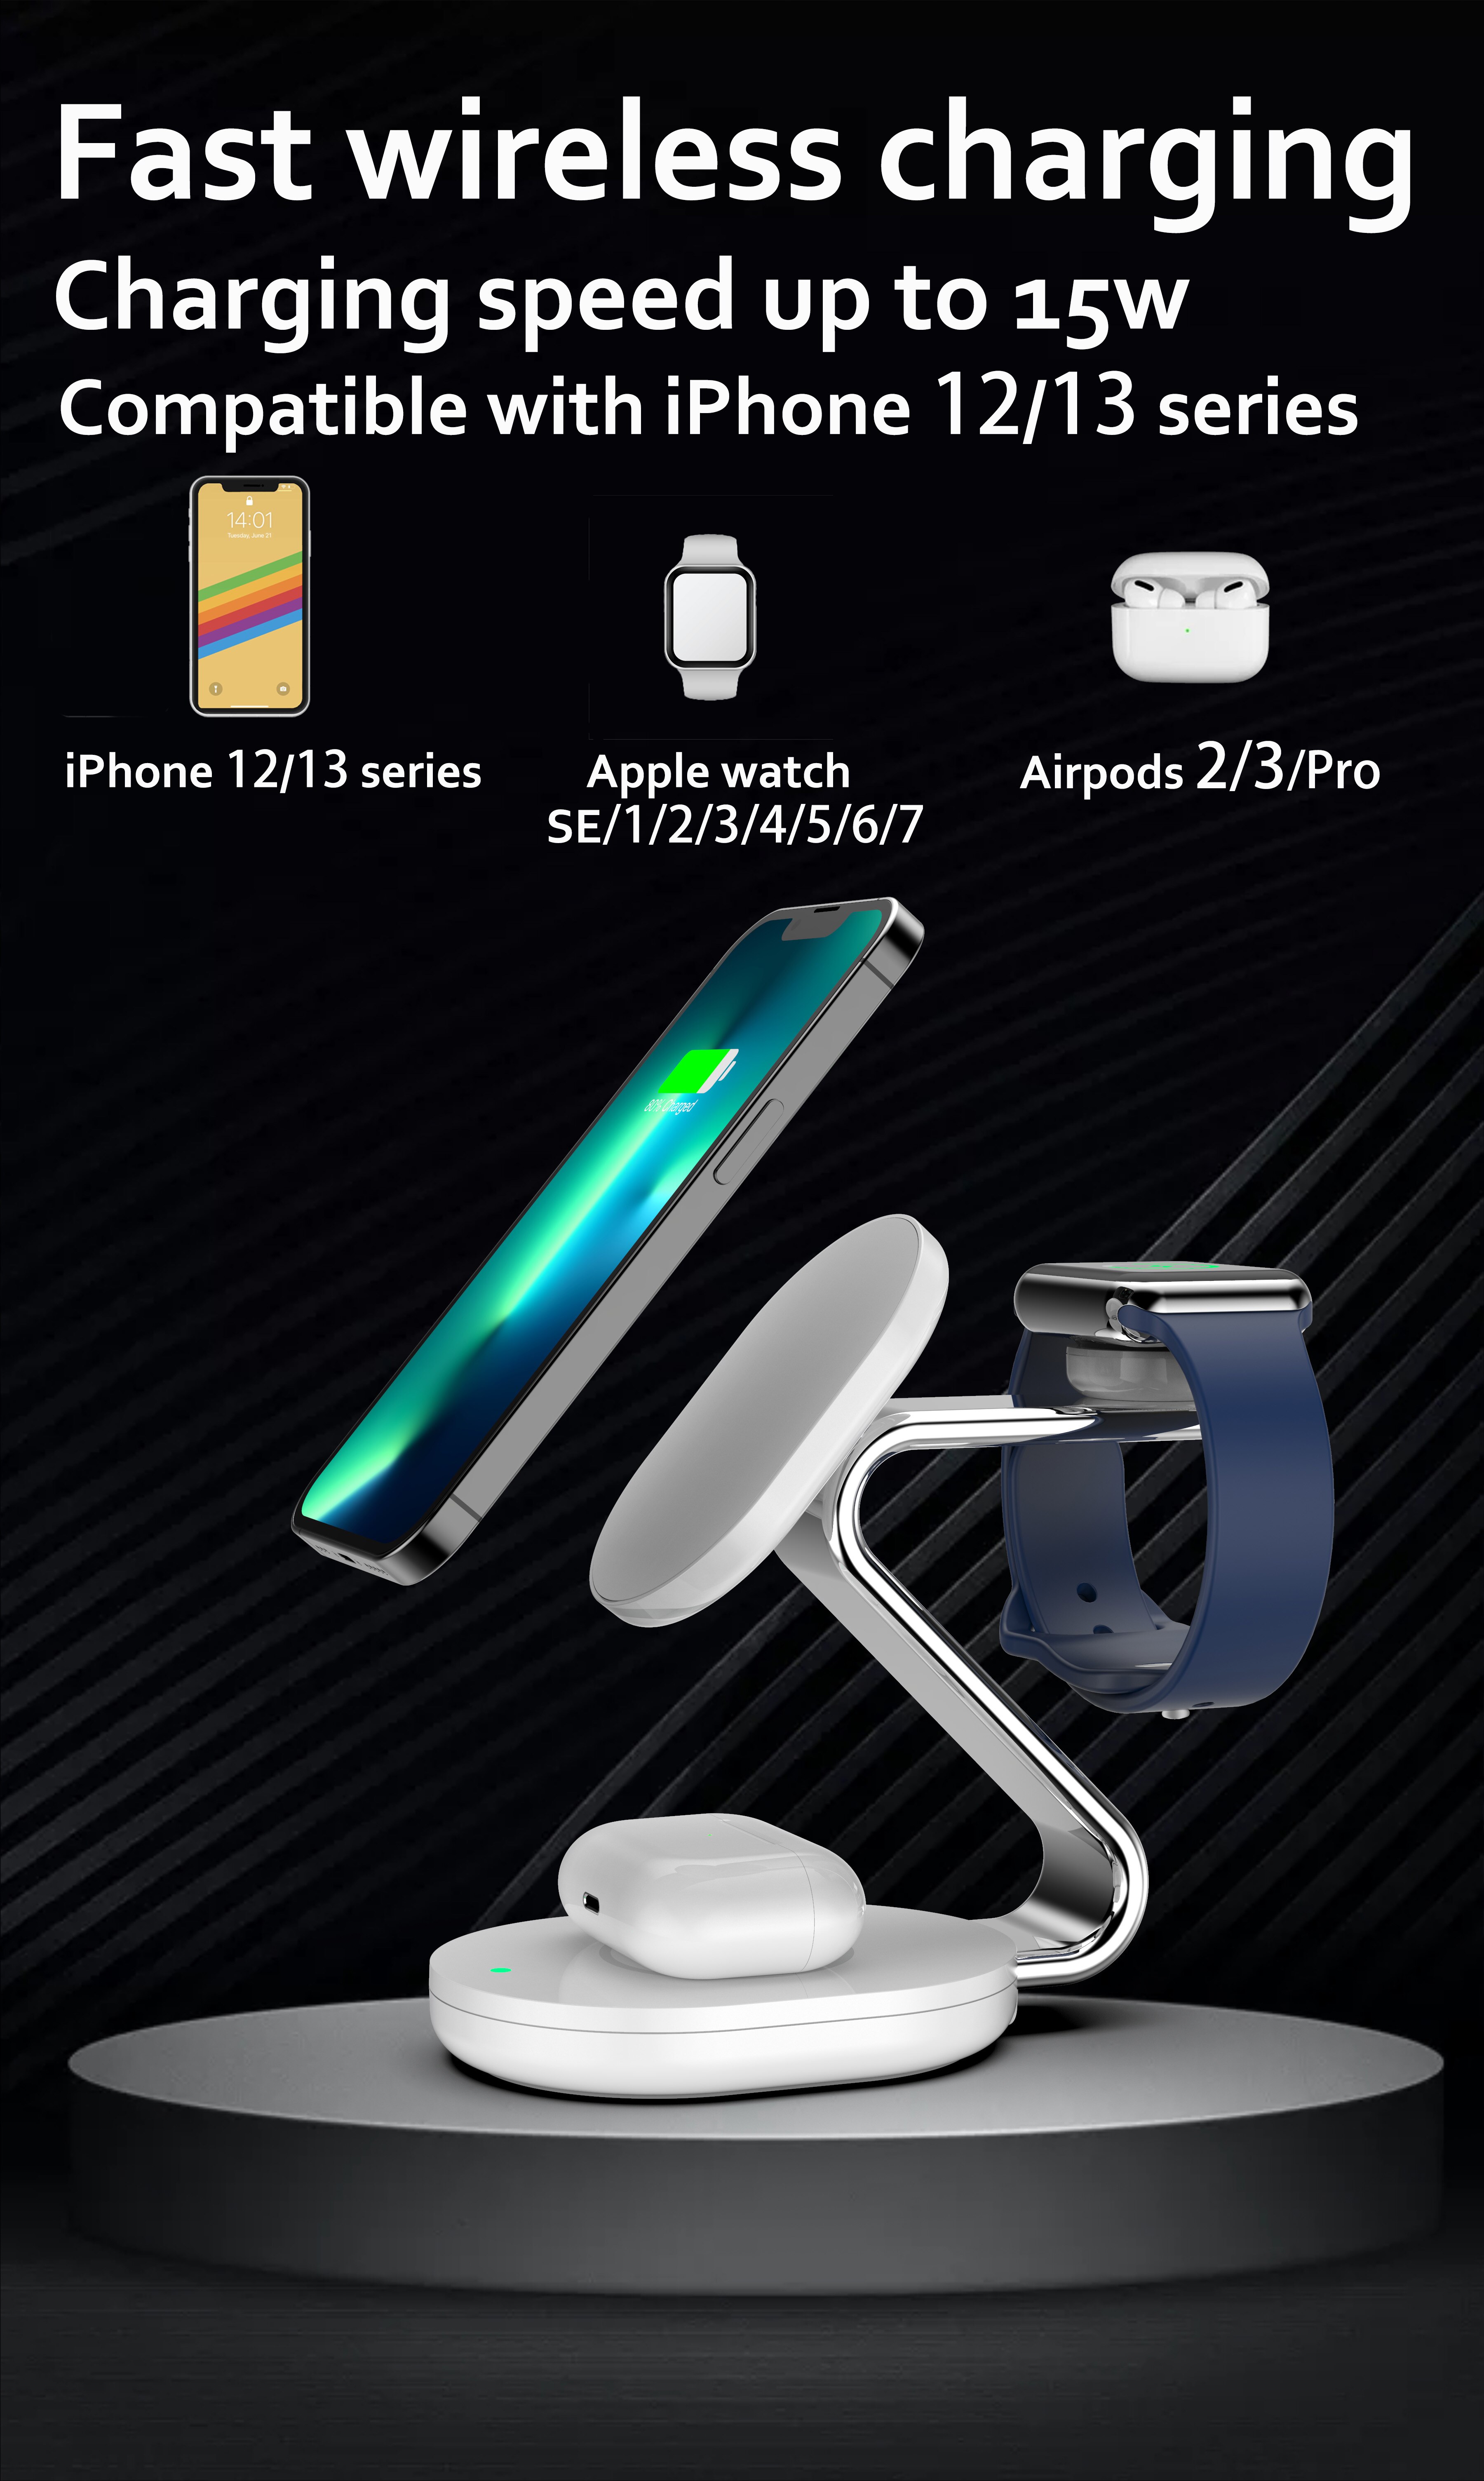 Fast wireless charging
Charging speed up to 15w
Compatible with iPhone 12/13 series
14:01
Tuesday, June 21
iPhone 12/13 series
Apple watch
SE/1/2/3/4/5/6/7
Airpods 2/3/Pro
80% Charged